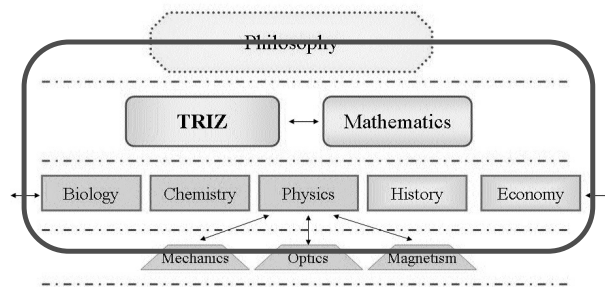 Philosophy
TRIZ
Mathematics
Biology
Chemistry
Physics
History
Economy
Mechanics
Optics
Magnetism